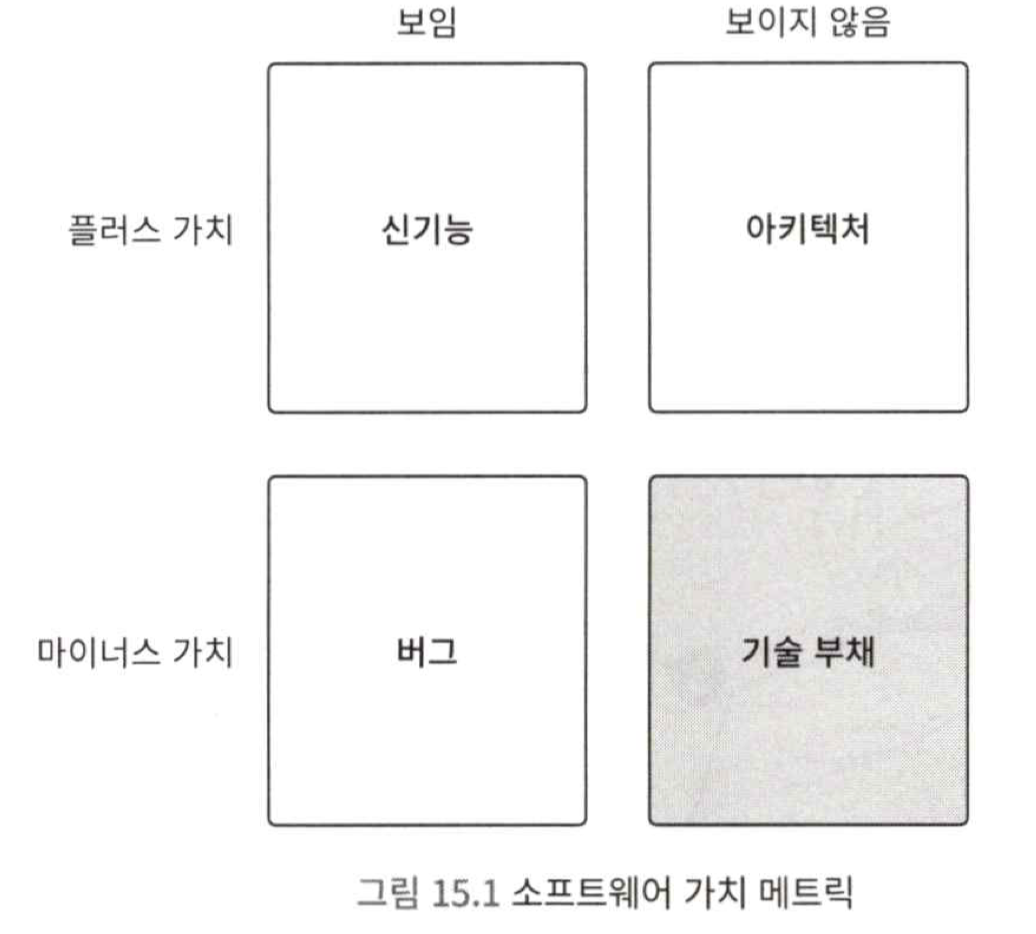 보임 보이지 않음
플러스 가치 신기능 아키텍처
마이너스 가치 버그 기술 부채
그림 15.1 소프트웨어 가치 메트릭